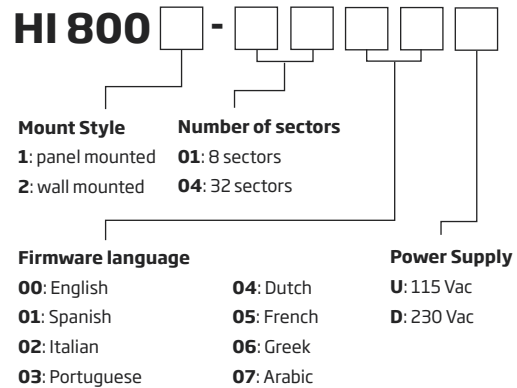 HI 800 -
Mount Style
1: panel mounted
2: wall mounted
Number of sectors
01: 8 sectors
04: 32 sectors
Firmware language
00: English
01: Spanish
02: Italian
03: Portuguese
04: Dutch
05: French
06: Greek
07: Arabic
Power Supply
U: 115 Vac
D: 230 Vac